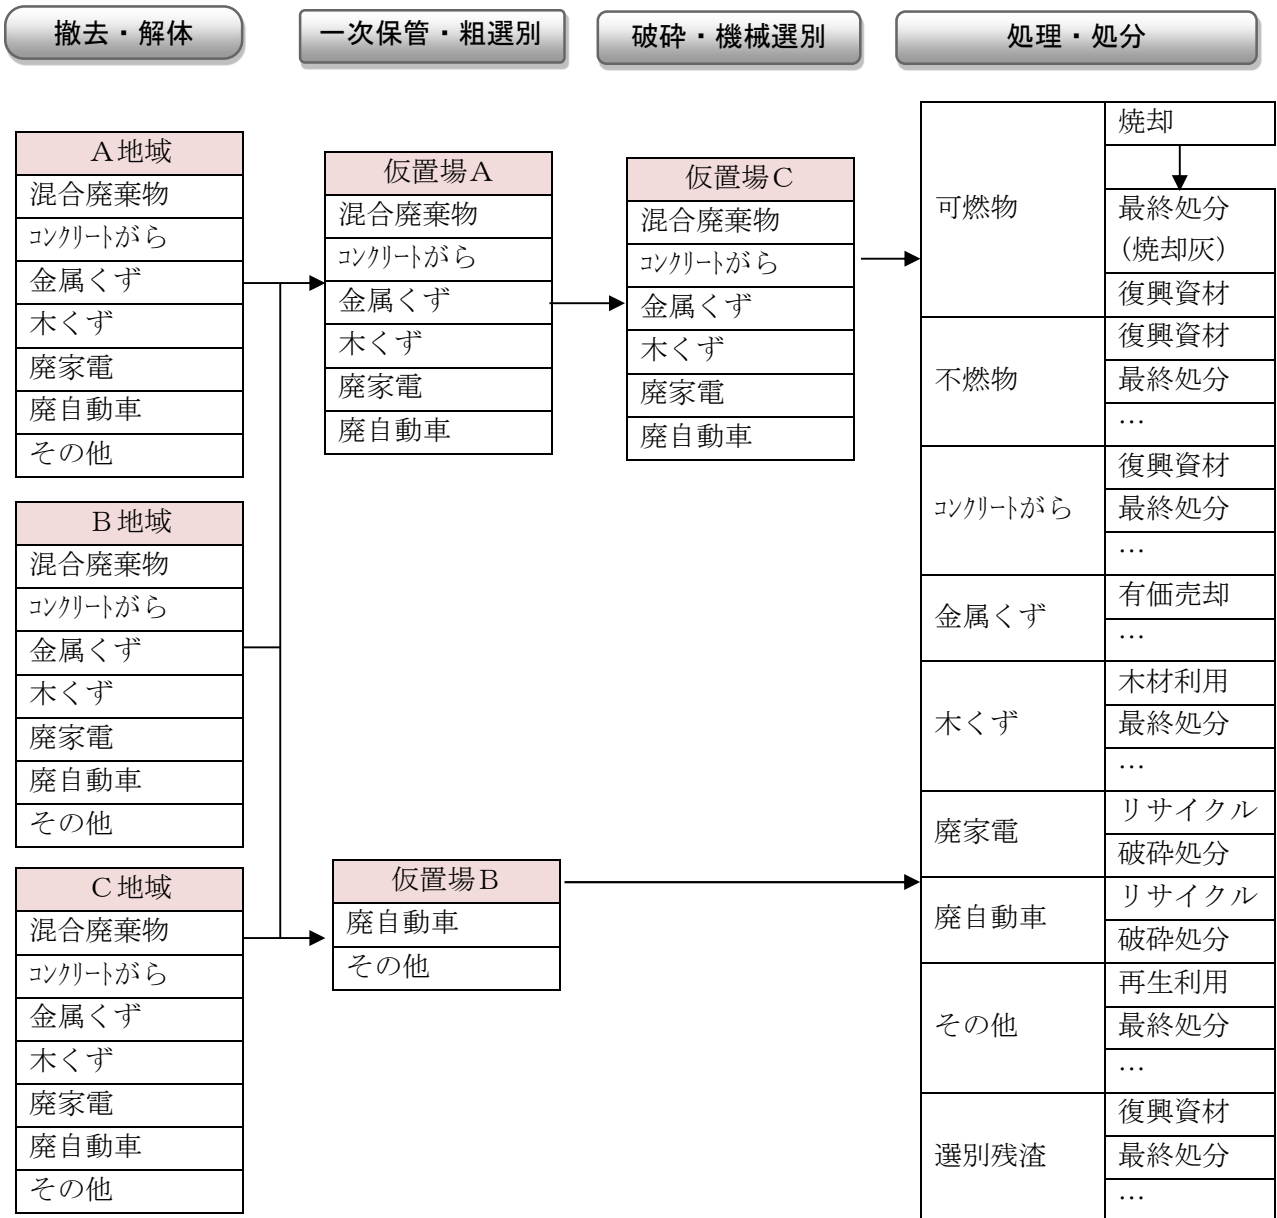 撤去・解体
一次保管・粗選別
破砕・機械選別
処理・処分
A地域
混合廃棄物
コンクリートがら
金属くず
木くず
廃家電
廃自動車
その他
B地域
混合廃棄物
コンクリートがら
金属くず
木くず
廃家電
廃自動車
その他
C地域
混合廃棄物
コンクリートがら
金属くず
木くず
廃家電
廃自動車
その他
仮置場A
混合廃棄物
コンクリートがら
金属くず
木くず
廃家電
廃自動車
仮置場B
廃自動車
その他
仮置場C
混合廃棄物
コンクリートがら
金属くず
木くず
廃家電
廃自動車
可燃物
焼却
最終処分
(焼却灰)
復興資材
不燃物
復興資材
最終処分
…
コンクリートがら
復興資材
最終処分
…
金属くず
有価売却
…
木くず
木材利用
最終処分
…
廃家電
リサイクル
破砕処分
廃自動車
リサイクル
破砕処分
その他
再生利用
最終処分
…
選別残渣
復興資材
最終処分
…